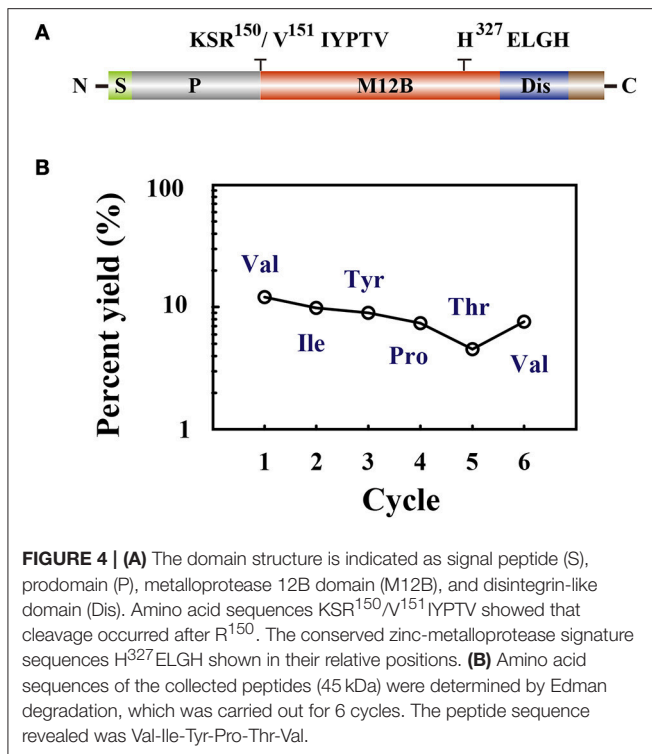 A
KSR¹⁵⁰/V¹⁵¹ IYPTV H³²⁷ELGH
N S P M12B Dis C
B
100
10
1
Percent yield (%)
Val
Ile
Tyr
Pro
Thr
Val
1 2 3 4 5 6
Cycle
FIGURE 4 | (A) The domain structure is indicated as signal peptide (S),
prodomain (P), metalloprotease 12B domain (M12B), and disintegrin-like
domain (Dis). Amino acid sequences KSR¹⁵⁰/V¹⁵¹IYPTV showed that
cleavage occurred after R¹⁵⁰. The conserved zinc-metalloprotease signature
sequences H³²⁷ELGH shown in their relative positions. (B) Amino acid
sequences of the collected peptides (45 kDa) were determined by Edman
degradation, which was carried out for 6 cycles. The peptide sequence
revealed was Val-Ile-Tyr-Pro-Thr-Val.